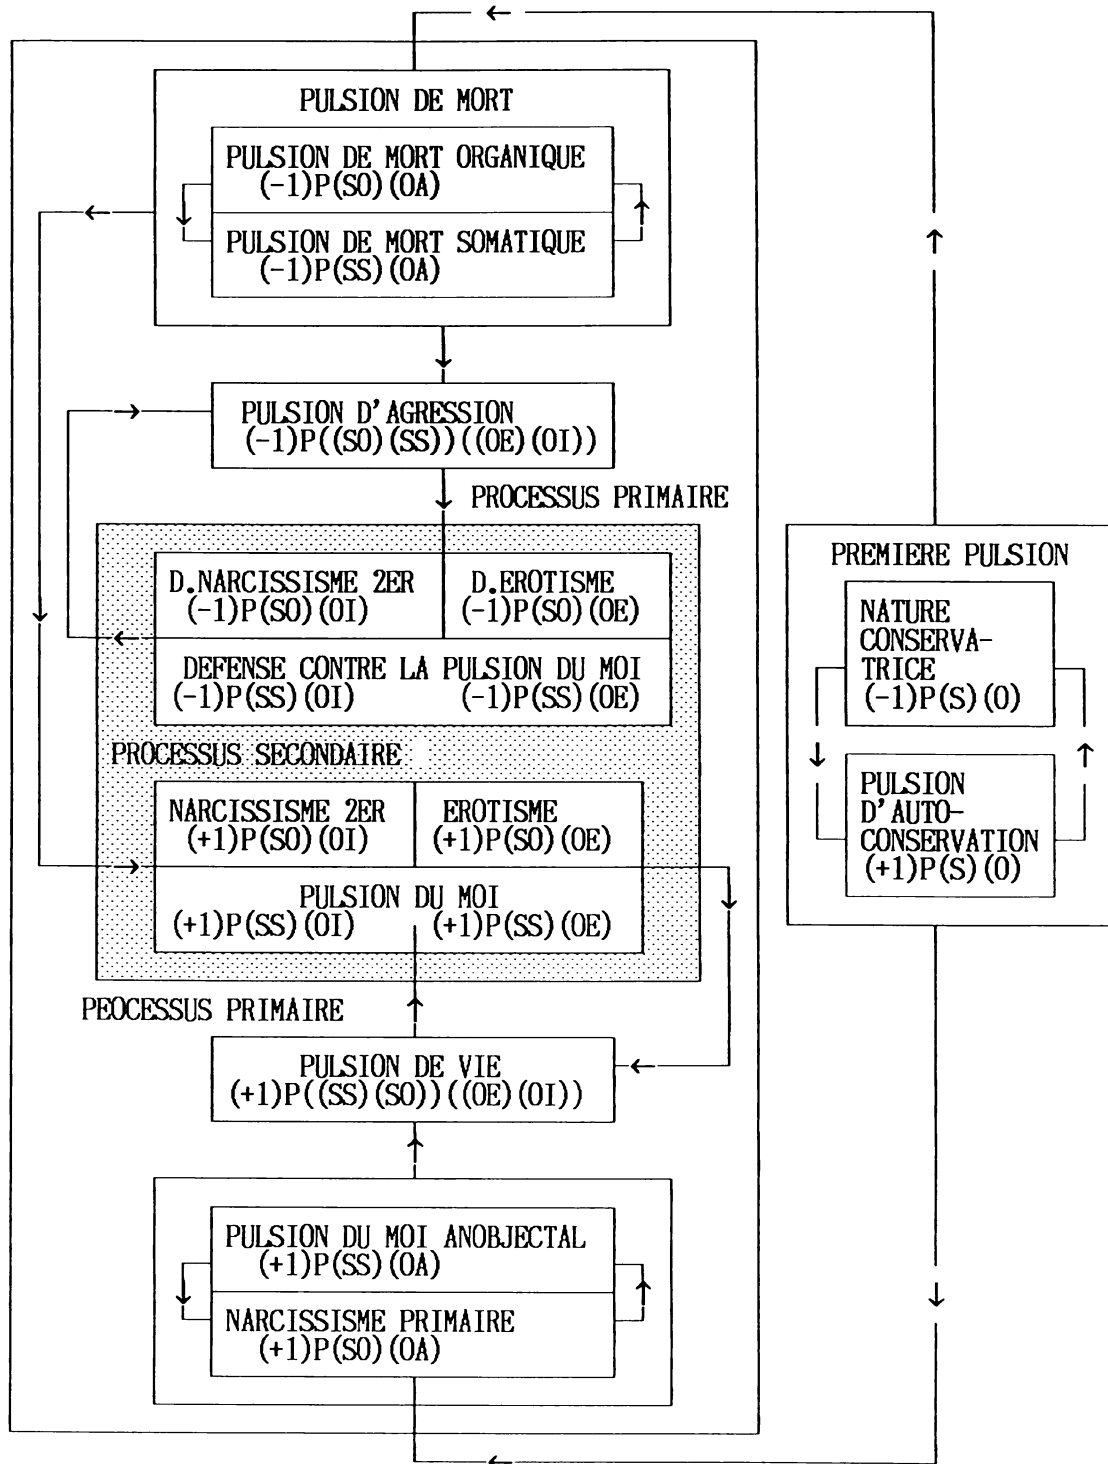 PULSION DE MORT
PULSION DE MORT ORGANIQUE
(-1)P(SO)(OA)
PULSION DE MORT SOMATIQUE
(-1)P(SS)(OA)
PULSION D'AGRESSION
(-1)P((SO)(SS))((OE)(OI))
PROCESSUS PRIMAIRE
D.NARCISSISME 2ER
(-1)P(SO)(OI)
D.EROTISME
(-1)P(SO)(OE)
DEFENSE CONTRE LA PULSION DU MOI
(-1)P(SS)(OI) (-1)P(SS)(OE)
PROCESSUS SECONDAIRE
NARCISSISME 2ER
(+1)P(SO)(OI)
EROTISME
(+1)P(SO)(OE)
PULSION DU MOI
(+1)P(SS)(OI) (+1)P(SS)(OE)
PEOCESSUS PRIMAIRE
PULSION DE VIE
(+1)P((SS)(SO))((OE)(OI))
PULSION DU MOI ANOBJECTAL
(+1)P(SS)(OA)
NARCISSISME PRIMAIRE
(+1)P(SO)(OA)
PREMIERE PULSION
NATURE
CONSERVA-
TRICE
(-1)P(S)(O)
PULSION
D'AUTO-
CONSERVATION
(+1)P(S)(O)